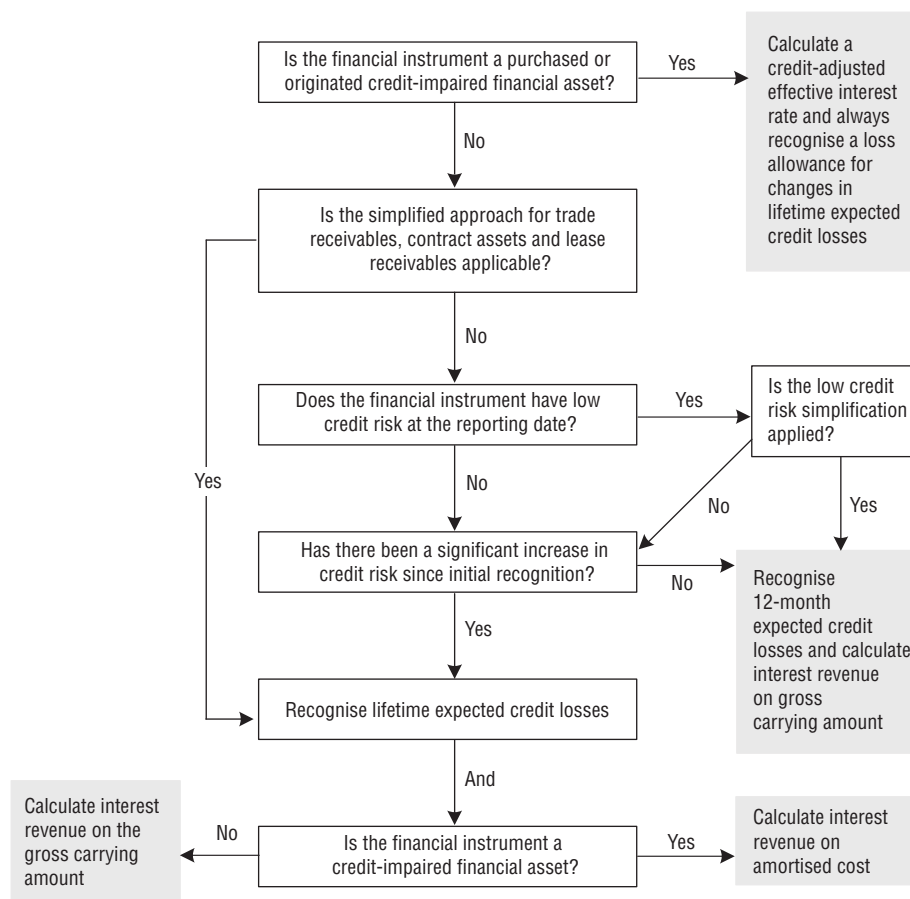 Is the financial instrument a purchased or
originated credit-impaired financial asset?
Yes
Calculate a
credit-adjusted
effective interest
rate and always
recognise a loss
allowance for
changes in
lifetime expected
credit losses
No
Is the simplified approach for trade
receivables, contract assets and lease
receivables applicable?
No
Does the financial instrument have low
credit risk at the reporting date?
Yes
Is the low credit
risk simplification
applied?
Yes
No
No
Yes
Has there been a significant increase in
credit risk since initial recognition?
No
Recognise
12-month
expected credit
losses and calculate
interest revenue
on gross
carrying amount
Yes
Recognise lifetime expected credit losses
And
Calculate interest
revenue on the
gross carrying
amount
No
Is the financial instrument a
credit-impaired financial asset?
Yes
Calculate interest
revenue on
amortised cost